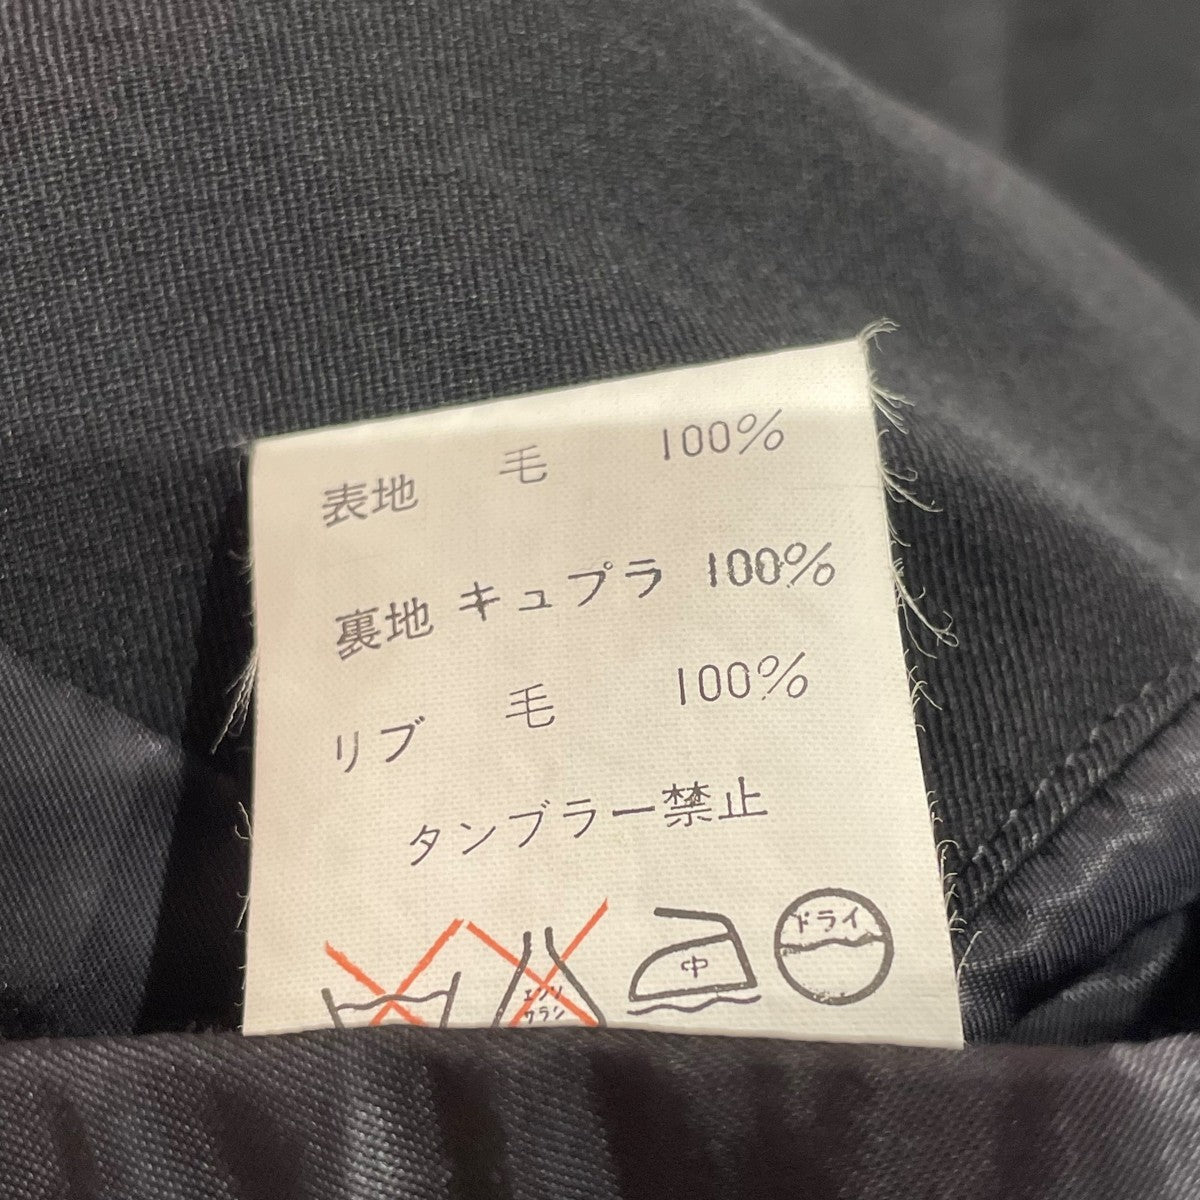 表地 毛 100%
裏地 キュプラ 100%
リブ 毛 100%
タンブラー禁止
エンソ
サラシ
中
ドライ